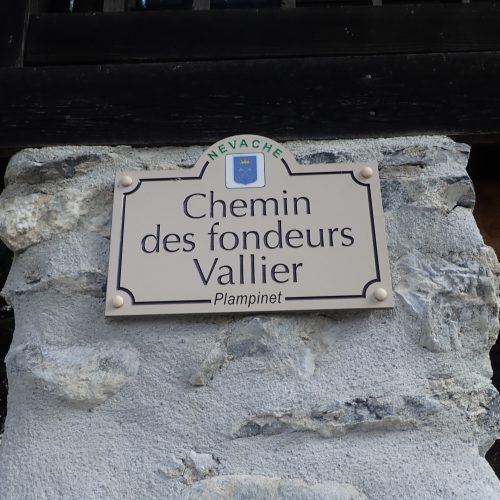 NEVACHE
Chemin
des fondeurs
Vallier
Plampinet